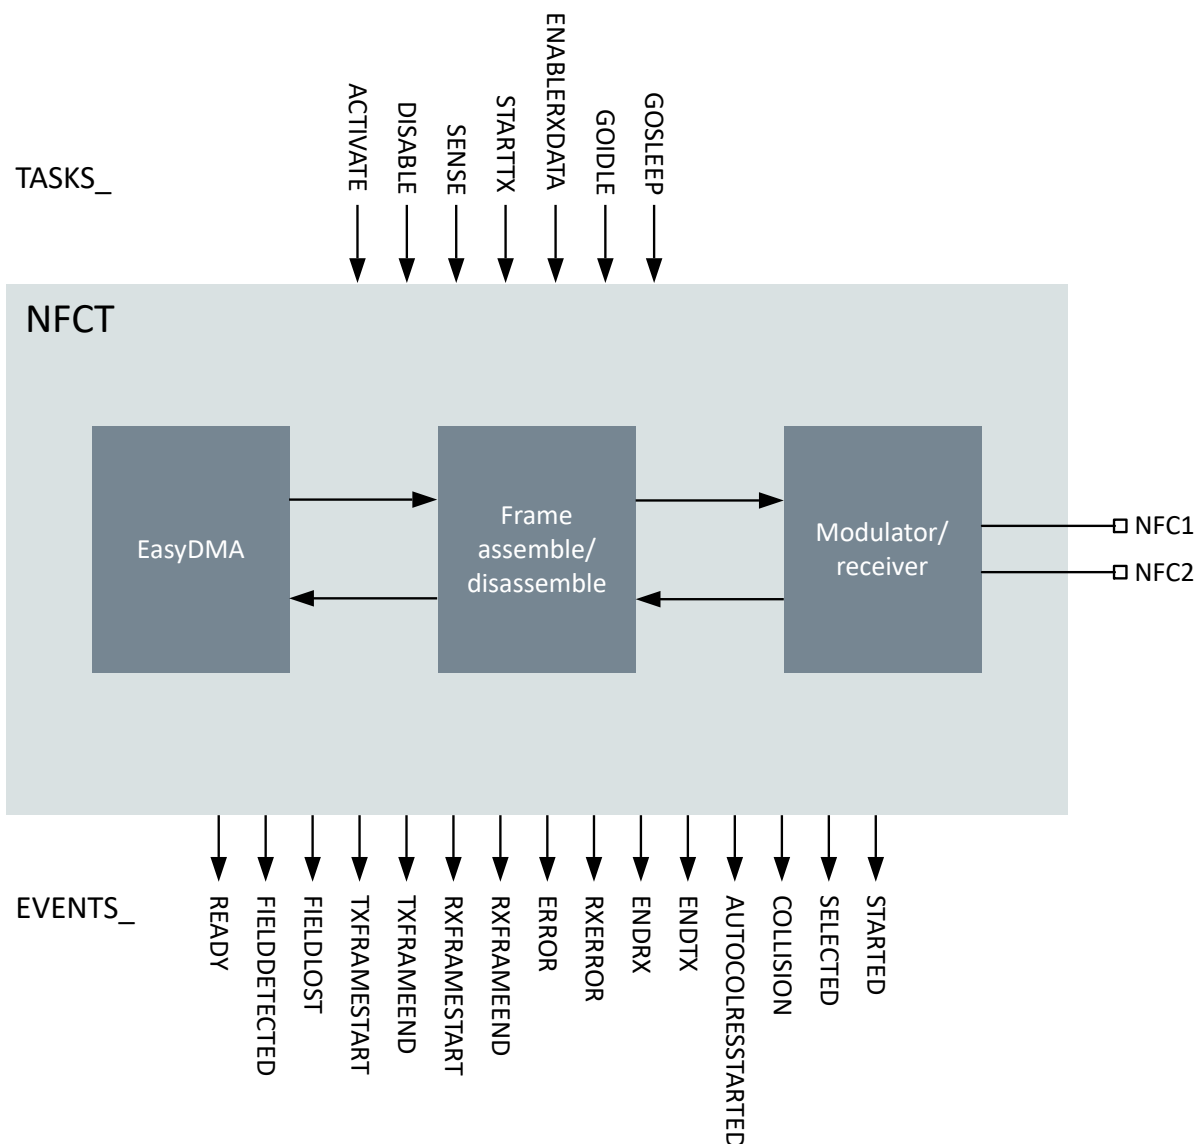 ACTIVATE
DISABLE
SENSE
STARTTX
ENABLERXDATA
GOIDLE
GOSLEEP
TASKS_
NFCT
EasyDMA
Frame
assemble/
disassemble
Modulator/
receiver
NFC1
NFC2
EVENTS_
READY
FIELDDETECTED
FIELDLOST
TXFRAMESTART
TXFRAMEEND
RXFRAMESTART
RXFRAMEEND
ERROR
RXERROR
ENDRX
ENDTX
AUTOCOLRESSTARTED
COLLISION
SELECTED
STARTED